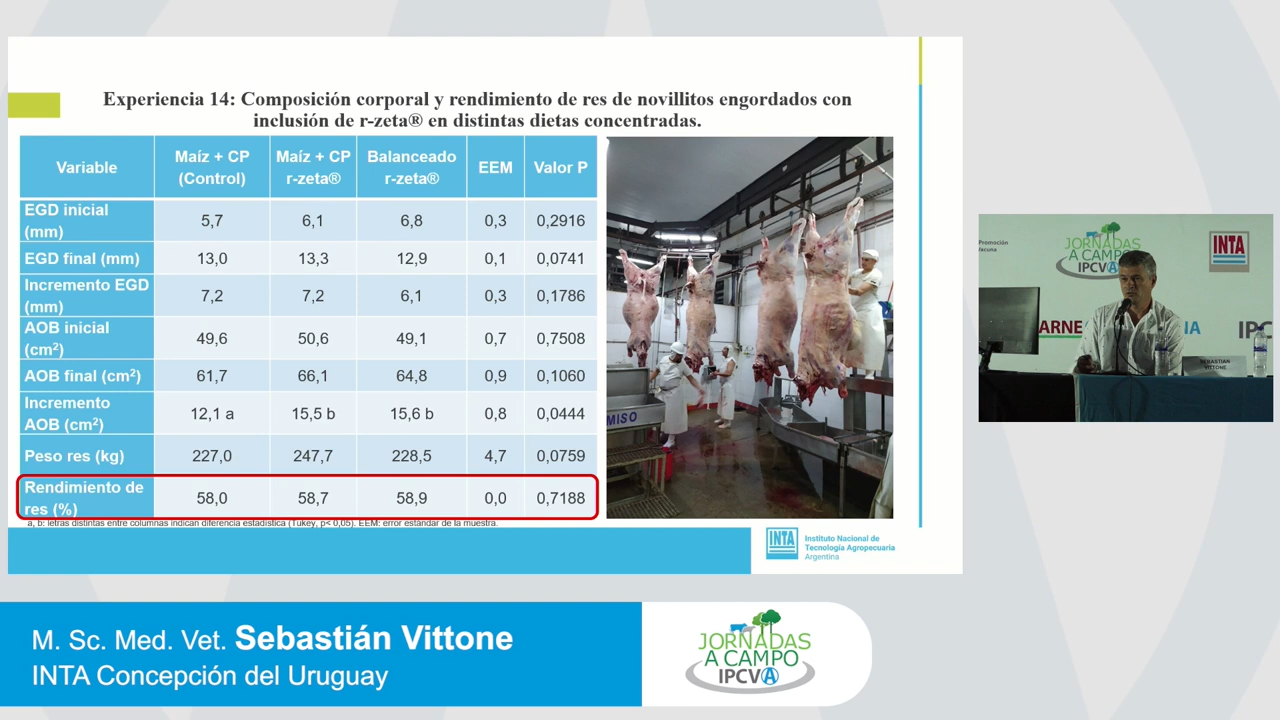 Experiencia 14: Composición corporal y rendimiento de res de novillitos engordados con
inclusión de r-zeta® en distintas dietas concentradas.
Variable
Maíz + CP
(Control)
Maíz + CP
r-zeta®
Balanceado
r-zeta®
EEM
Valor P
EGD inicial
(mm)
5,7
6,1
6,8
0,3
0,2916
EGD final (mm)
13,0
13,3
12,9
0,1
0,0741
Incremento EGD
(mm)
7,2
7,2
6,1
0,3
0,1786
AOB inicial
(cm²)
49,6
50,6
49,1
0,7
0,7508
AOB final (cm²)
61,7
66,1
64,8
0,9
0,1060
Incremento
AOB (cm²)
12,1 a
15,5 b
15,6 b
0,8
0,0444
Peso res (kg)
227,0
247,7
228,5
4,7
0,0759
Rendimiento de
res (%)
58,0
58,7
58,9
0,0
0,7188
a, b: letras distintas entre columnas indican diferencia estadística (Tukey, p< 0,05). EEM: error estándar de la muestra.
MISO
INTA
Instituto Nacional de
Tecnología Agropecuaria
Argentina
Promoción
JORNADAS
A CAMPO
IPCVA
INTA
ARNE
NA
IPC
SEBASTIAN
VITTONE
M. Sc. Med. Vet. Sebastián Vittone
INTA Concepción del Uruguay
JORNADAS
A CAMPO
IPCVA